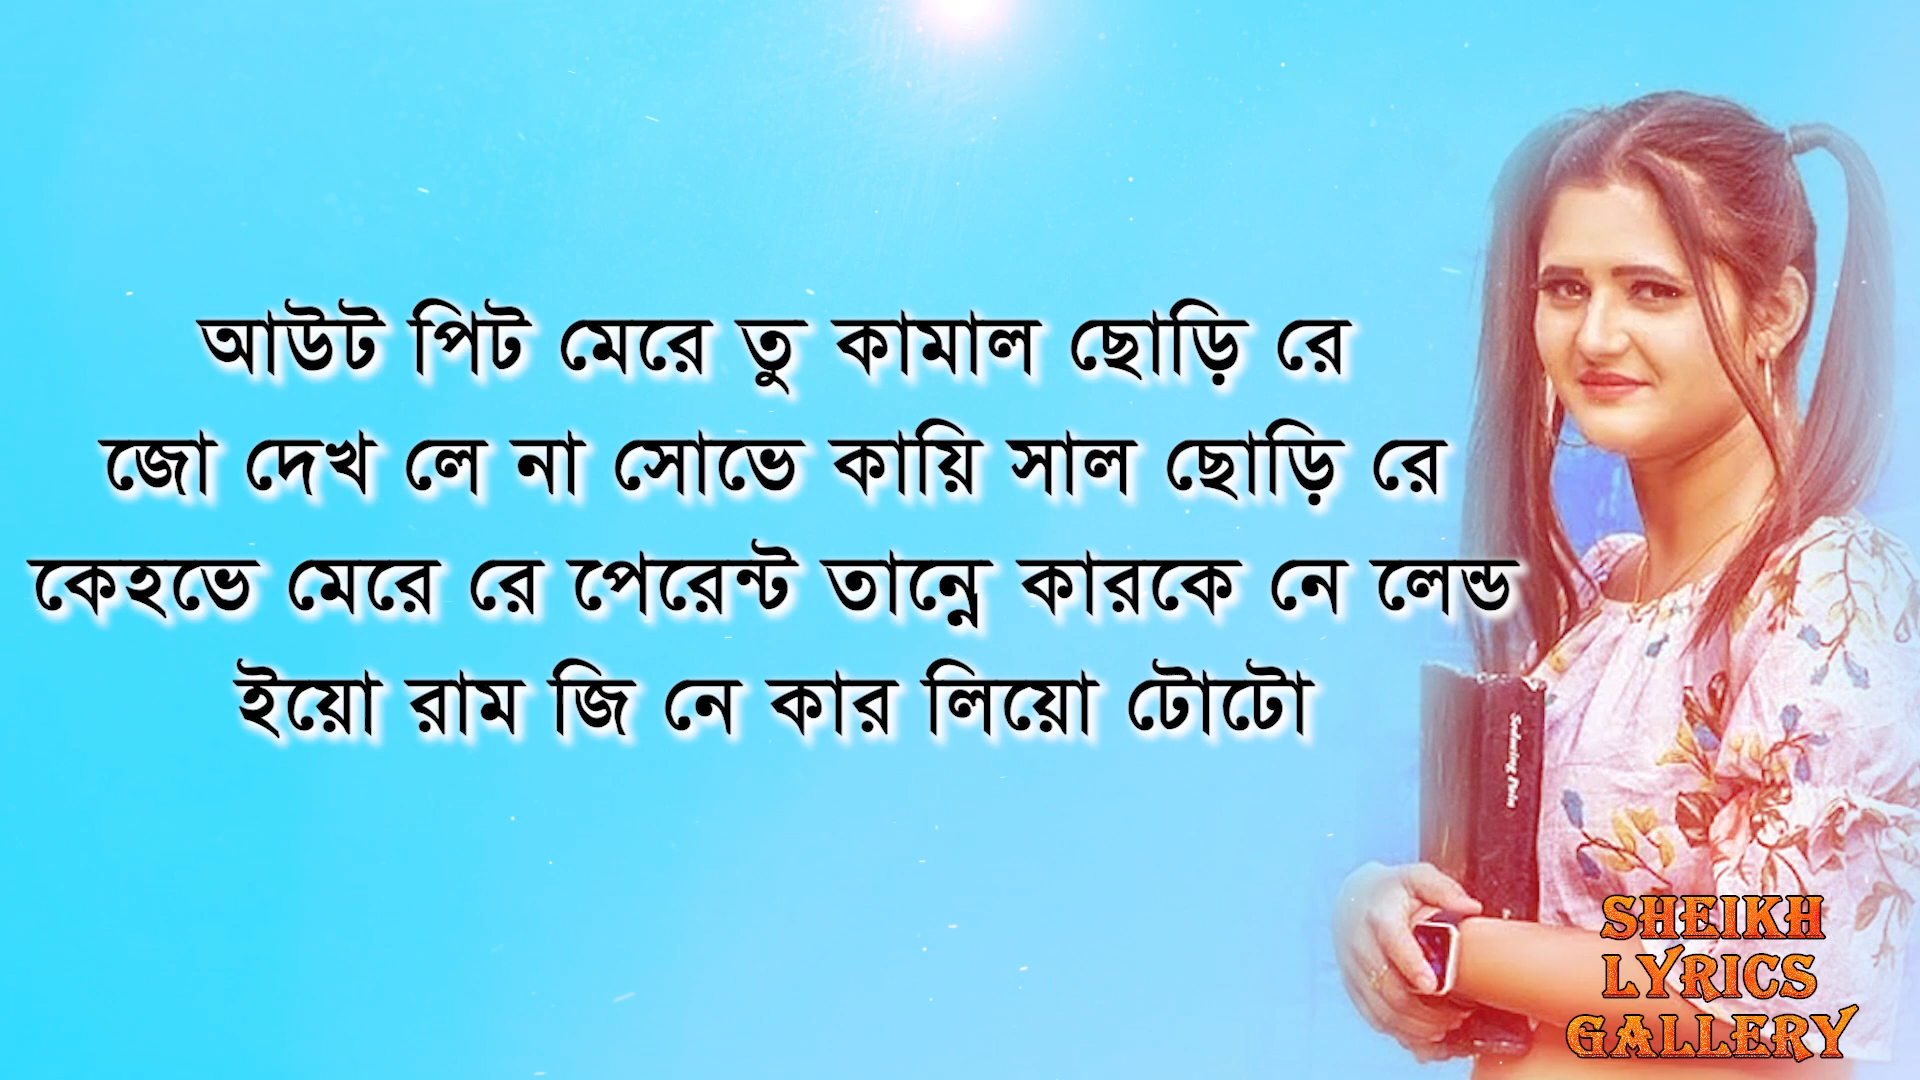 আউট পিট মেরে তু কামাল ছোড়ি রে
জো দেখ লে না সোভে কায়ি সাল ছোড়ি রে
কেহভে মেরে রে পেরেন্ট তান্নে কারকে নে লেন্ড
ইয়ো রাম জি নে কার লিয়ো টোটো
SHEIKH
LYRICS
GALLERY